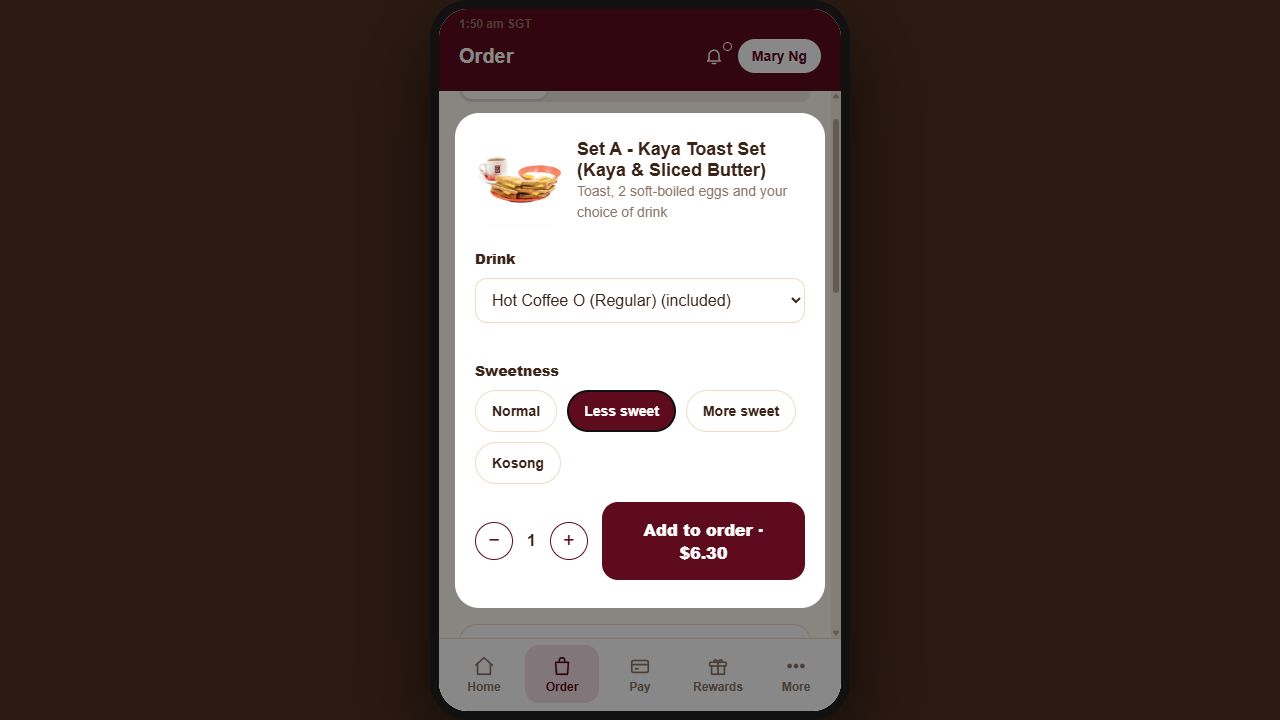 1:50 am SGT
Order
Mary Ng
Set A - Kaya Toast Set
(Kaya & Sliced Butter)
Toast, 2 soft-boiled eggs and your
choice of drink
Drink
Hot Coffee O (Regular) (included)
Sweetness
Normal
Less sweet
More sweet
Kosong
− 1 +
Add to order -
$6.30
Home
Order
Pay
Rewards
More